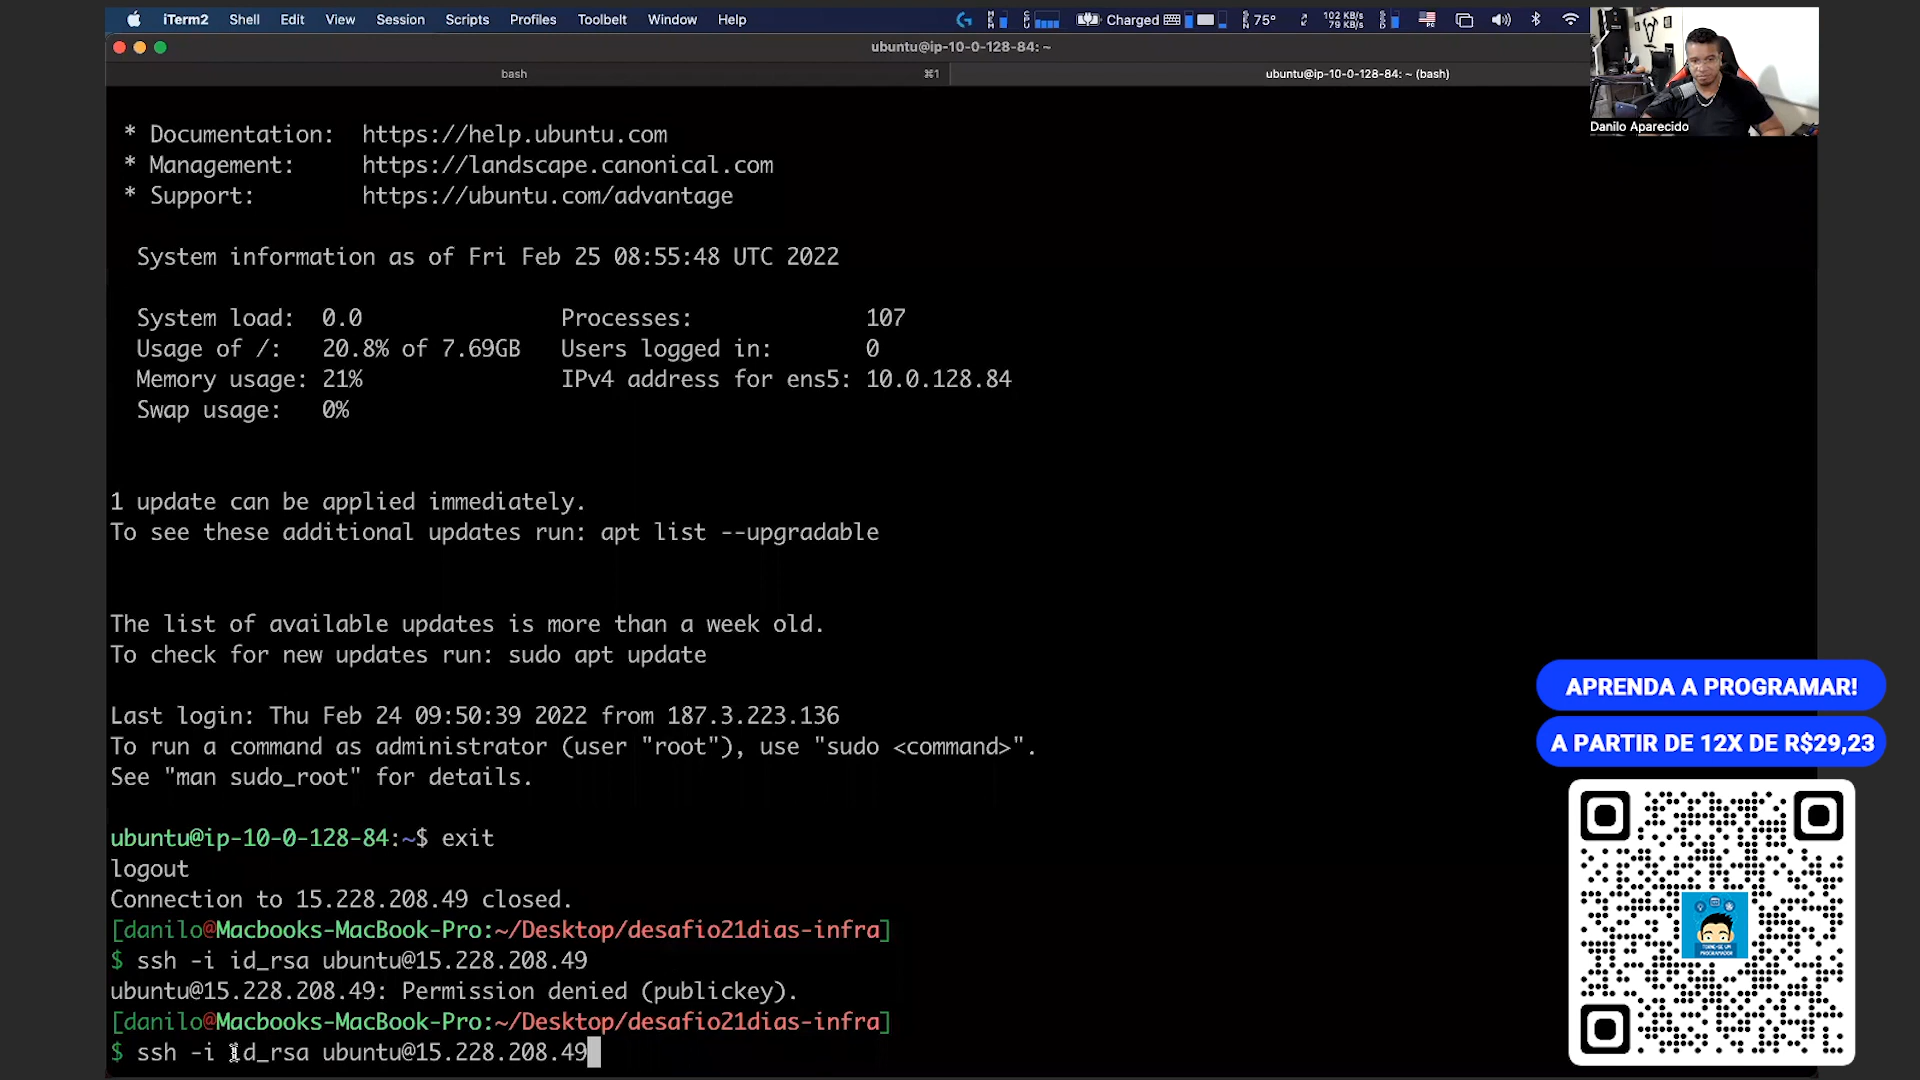 iTerm2 Shell Edit View Session Scripts Profiles Toolbelt Window Help Charged 75° 102 KB/s 79 KB/s
ubuntu@ip-10-0-128-84: ~
bash ⌘1 ubuntu@ip-10-0-128-84: ~ (bash)
Danilo Aparecido
* Documentation: https://help.ubuntu.com
* Management: https://landscape.canonical.com
* Support: https://ubuntu.com/advantage
System information as of Fri Feb 25 08:55:48 UTC 2022
System load: 0.0 Processes: 107
Usage of /: 20.8% of 7.69GB Users logged in: 0
Memory usage: 21% IPv4 address for ens5: 10.0.128.84
Swap usage: 0%
1 update can be applied immediately.
To see these additional updates run: apt list --upgradable
The list of available updates is more than a week old.
To check for new updates run: sudo apt update
Last login: Thu Feb 24 09:50:39 2022 from 187.3.223.136
To run a command as administrator (user "root"), use "sudo <command>".
See "man sudo_root" for details.
ubuntu@ip-10-0-128-84:~$ exit
logout
Connection to 15.228.208.49 closed.
[danilo@Macbooks-MacBook-Pro:~/Desktop/desafio21dias-infra]
$ ssh -i id_rsa ubuntu@15.228.208.49
ubuntu@15.228.208.49: Permission denied (publickey).
[danilo@Macbooks-MacBook-Pro:~/Desktop/desafio21dias-infra]
$ ssh -i id_rsa ubuntu@15.228.208.49
APRENDA A PROGRAMAR!
A PARTIR DE 12X DE R$29,23
TORNE-SE UM
PROGRAMADOR